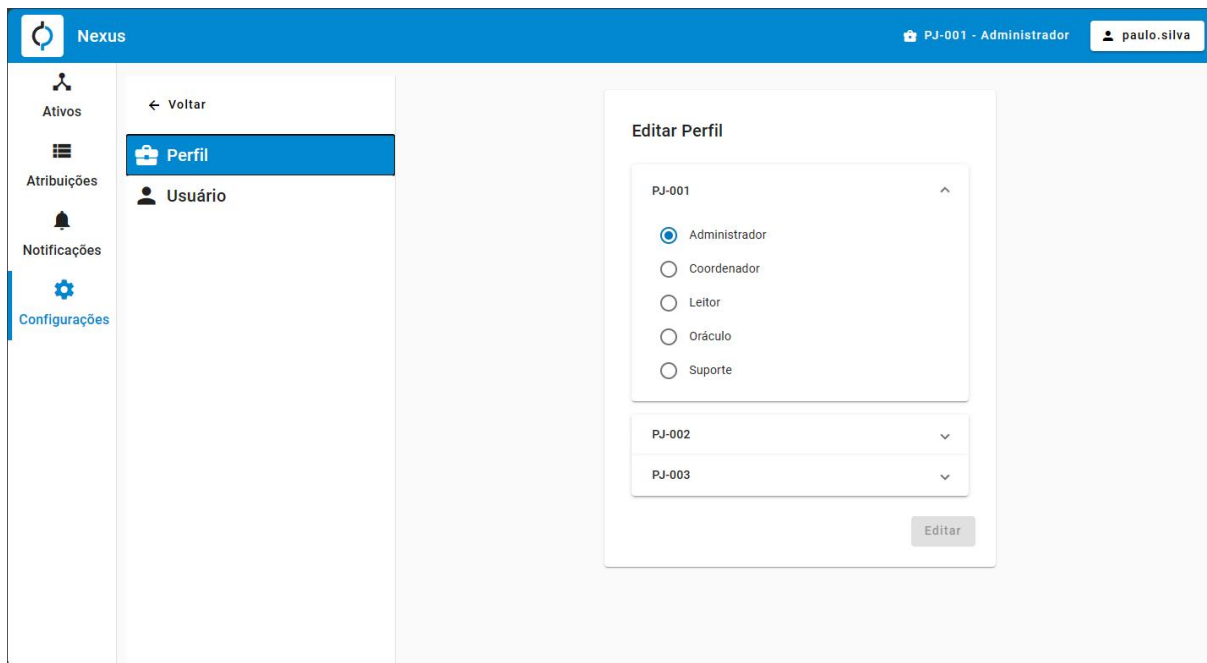 Nexus
PJ-001 - Administrador
paulo.silva
Ativos
Atribuições
Notificações
Configurações
Voltar
Perfil
Usuário
Editar Perfil
PJ-001
Administrador
Coordenador
Leitor
Oráculo
Suporte
PJ-002
PJ-003
Editar